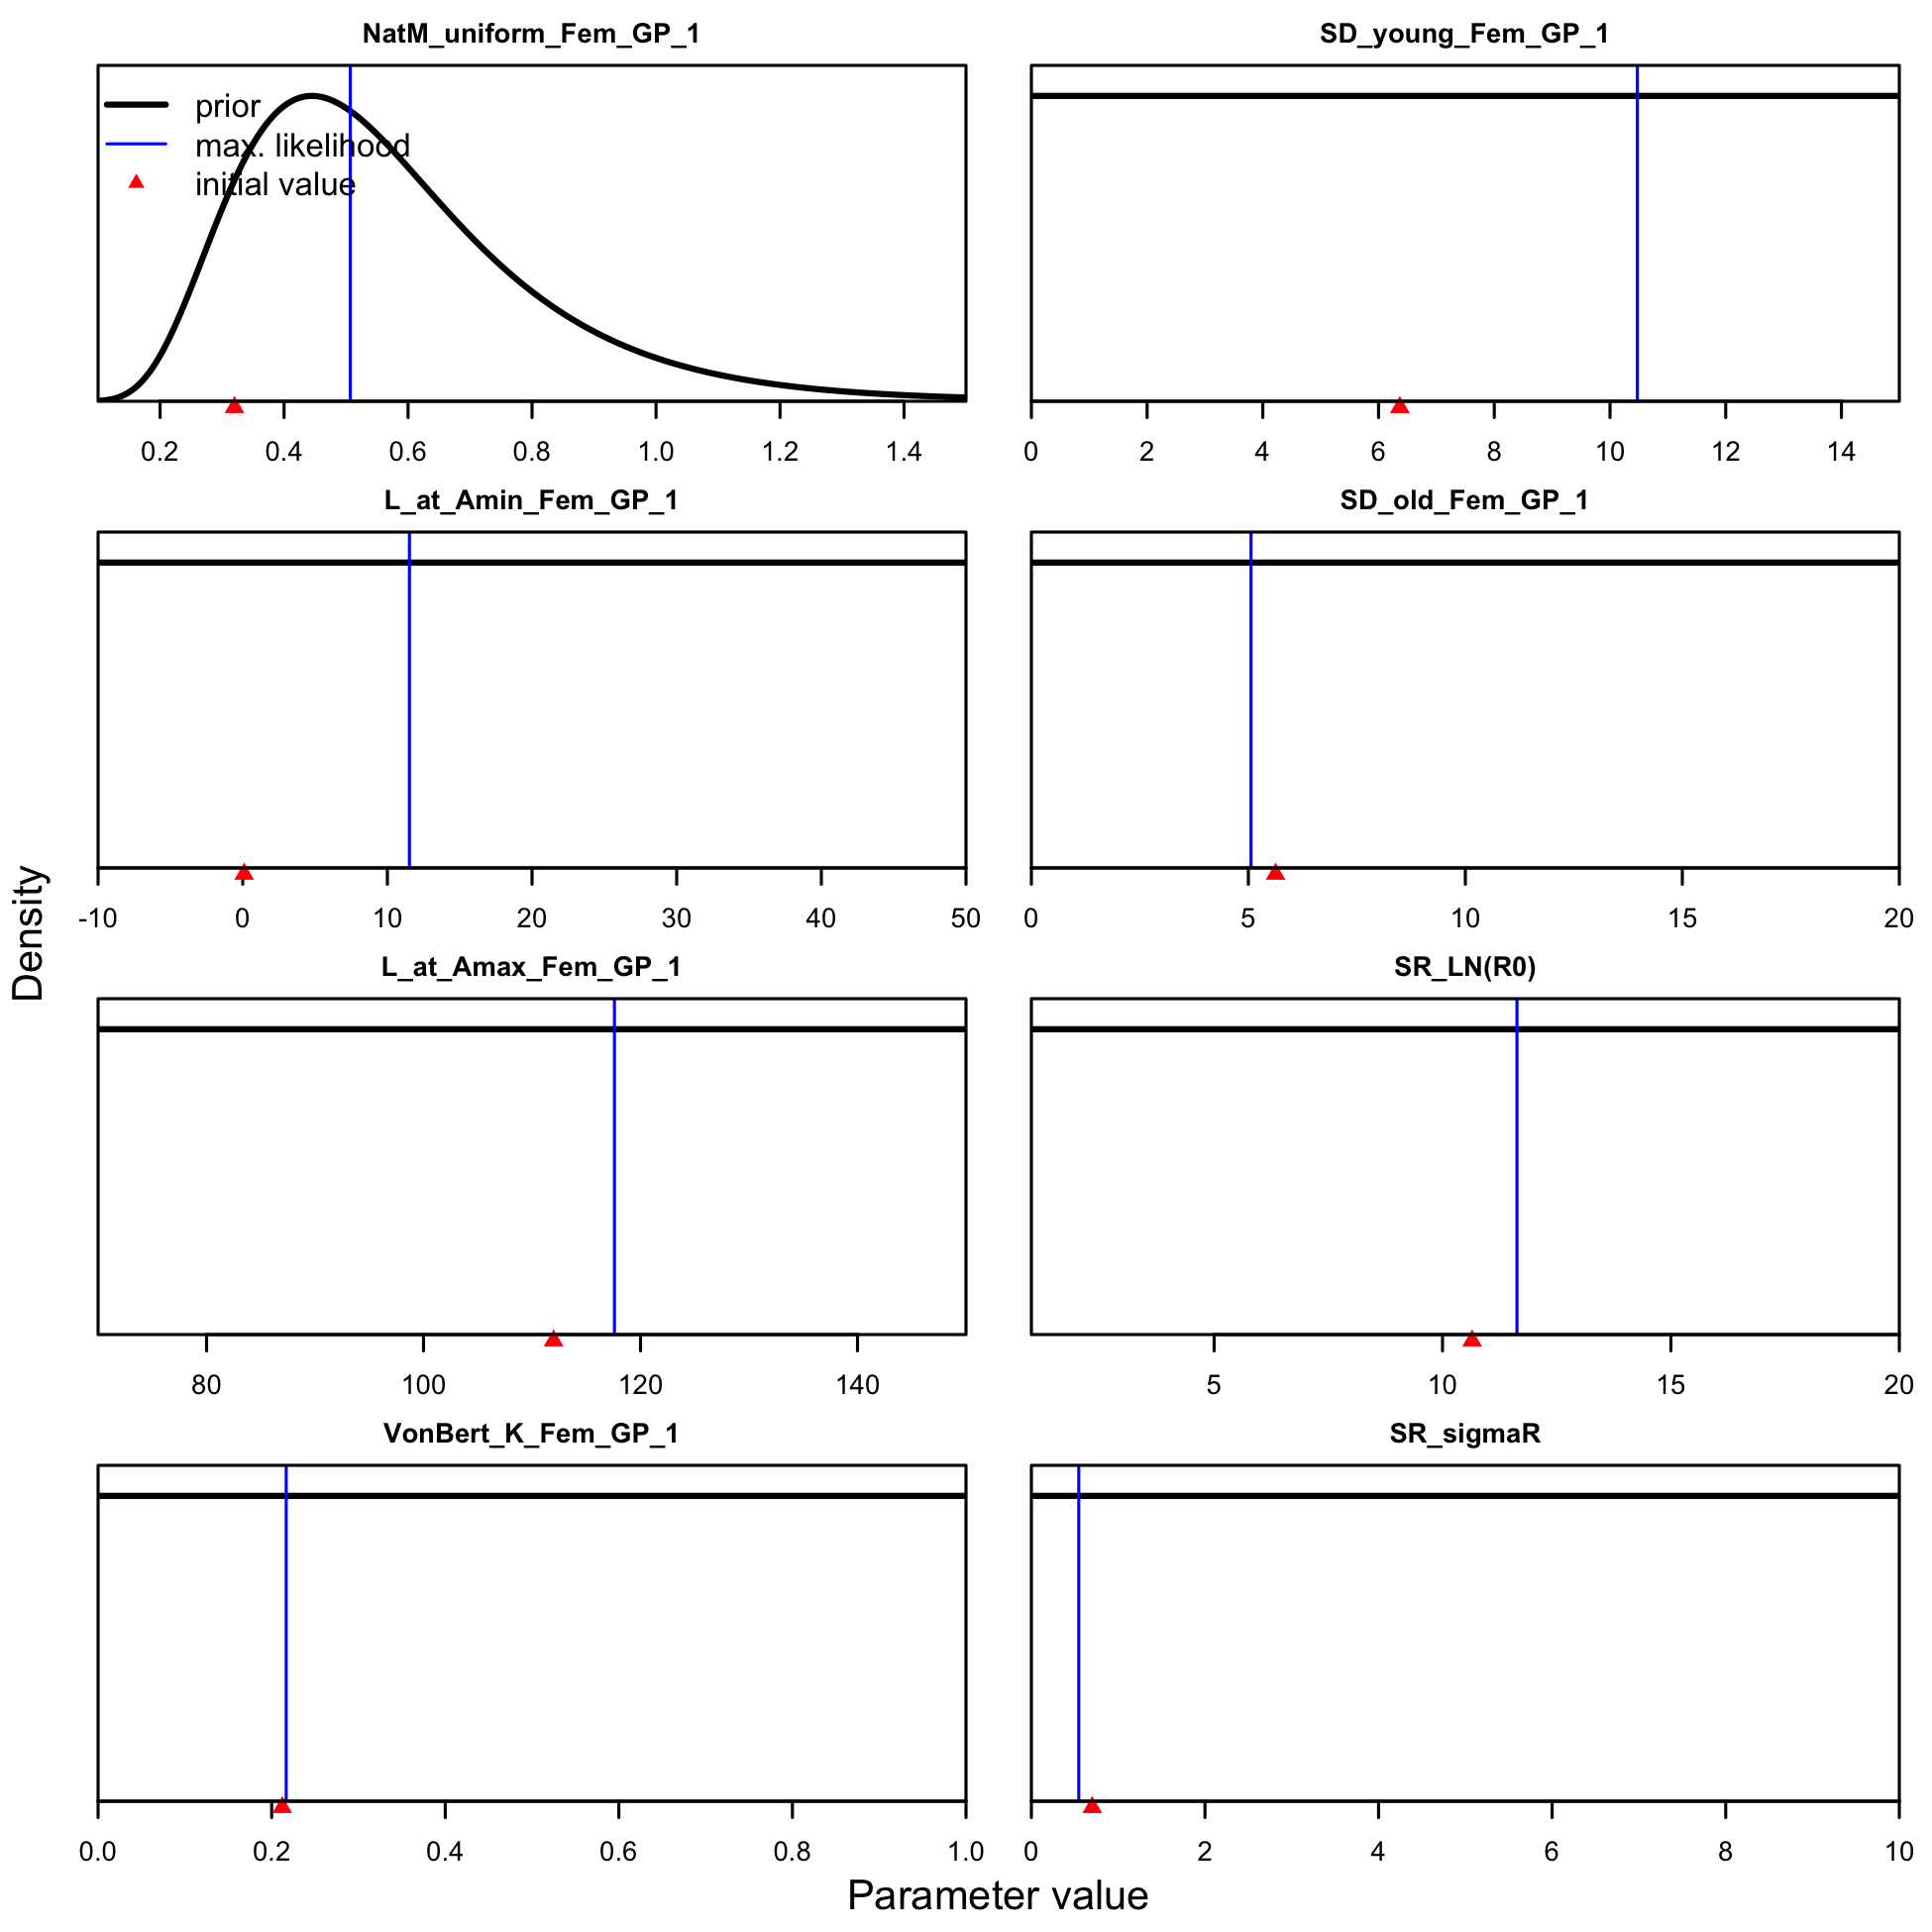 NatM_uniform_Fem_GP_1
prior
max. likelihood
initial value
0.2 0.4 0.6 0.8 1.0 1.2 1.4
SD_young_Fem_GP_1
0 2 4 6 8 10 12 14
L_at_Amin_Fem_GP_1
-10 0 10 20 30 40 50
SD_old_Fem_GP_1
0 5 10 15 20
L_at_Amax_Fem_GP_1
80 100 120 140
SR_LN(R0)
5 10 15 20
VonBert_K_Fem_GP_1
0.0 0.2 0.4 0.6 0.8 1.0
SR_sigmaR
0 2 4 6 8 10
Density
Parameter value